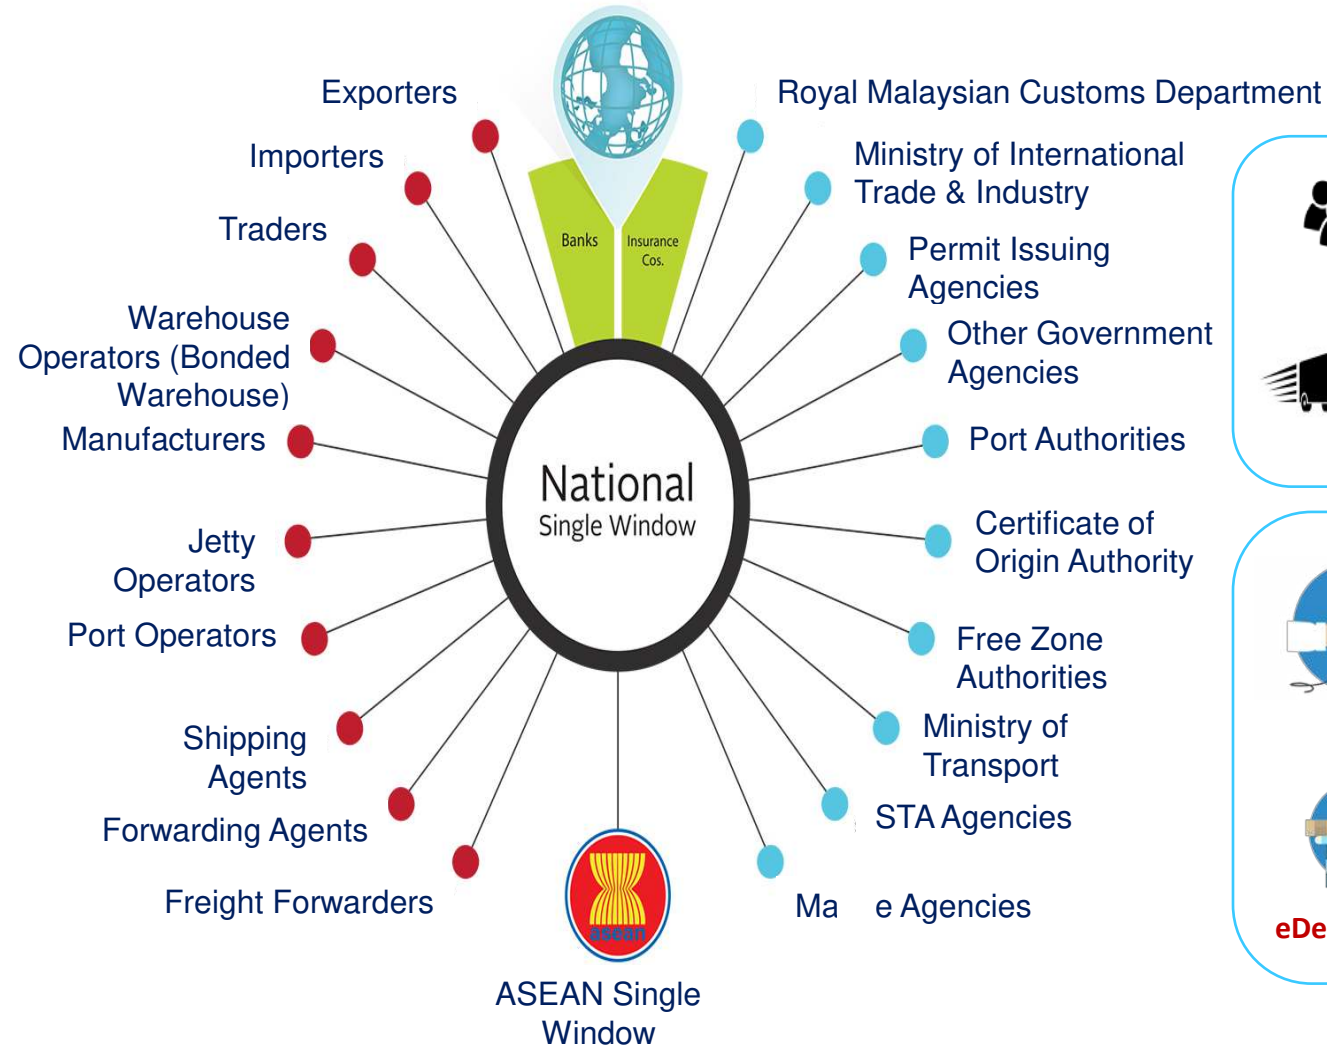 Exporters
Importers
Traders
Warehouse
Operators (Bonded
Warehouse)
Manufacturers
Jetty
Operators
Port Operators
Shipping
Agents
Forwarding Agents
Freight Forwarders
Banks
Insurance
Cos.
National
Single Window
asean
ASEAN Single
Window
Royal Malaysian Customs Department
Ministry of International
Trade & Industry
Permit Issuing
Agencies
Other Government
Agencies
Port Authorities
Certificate of
Origin Authority
Free Zone
Authorities
Ministry of
Transport
STA Agencies
Agencies